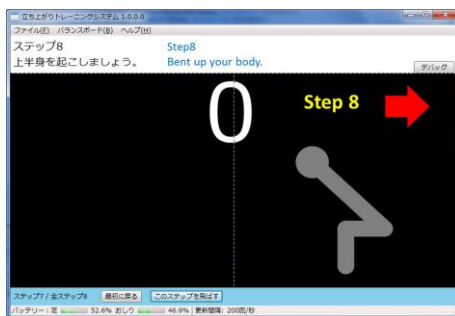 立ち上がりトレーニングシステム 1.0.0.0
ファイル(F) バランスボード(B) ヘルプ(H)
ステップ8 Step8
上半身を起こしましょう。 Bent up your body.
デバッグ
0
Step 8
ステップ7 / 全ステップ8 最初に戻る このステップを飛ばす
バッテリー: 足 52.6% おしり 46.9% 更新間隔: 200回/秒